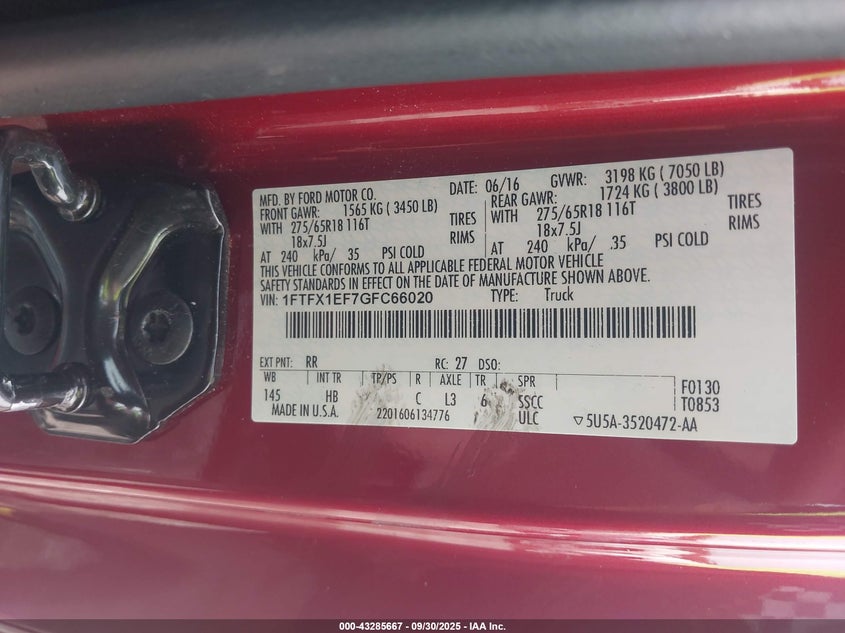 MFD. BY FORD MOTOR CO. DATE: 06/16 GVWR: 3198 KG ( 7050 LB)
FRONT GAWR: 1565 KG ( 3450 LB) REAR GAWR: 1724 KG ( 3800 LB)
WITH 275/65R18 116T TIRES WITH 275/65R18 116T TIRES
18x7.5J RIMS 18x7.5J RIMS
AT 240 kPa/ 35 PSI COLD AT 240 kPa/ .35 PSI COLD
THIS VEHICLE CONFORMS TO ALL APPLICABLE FEDERAL MOTOR VEHICLE
SAFETY STANDARDS IN EFFECT ON THE DATE OF MANUFACTURE SHOWN ABOVE.
VIN: 1FTFX1EF7GFC66020 TYPE: Truck
EXT PNT: RR RC: 27 DSO:
WB INT TR TP/PS R AXLE TR SPR
145 HB C L3 6 SSCC
MADE IN U.S.A. 2201606134776 ULC
F0130
T0853
▽5U5A-3520472-AA
000-43285667 - 09/30/2025 - IAA Inc.